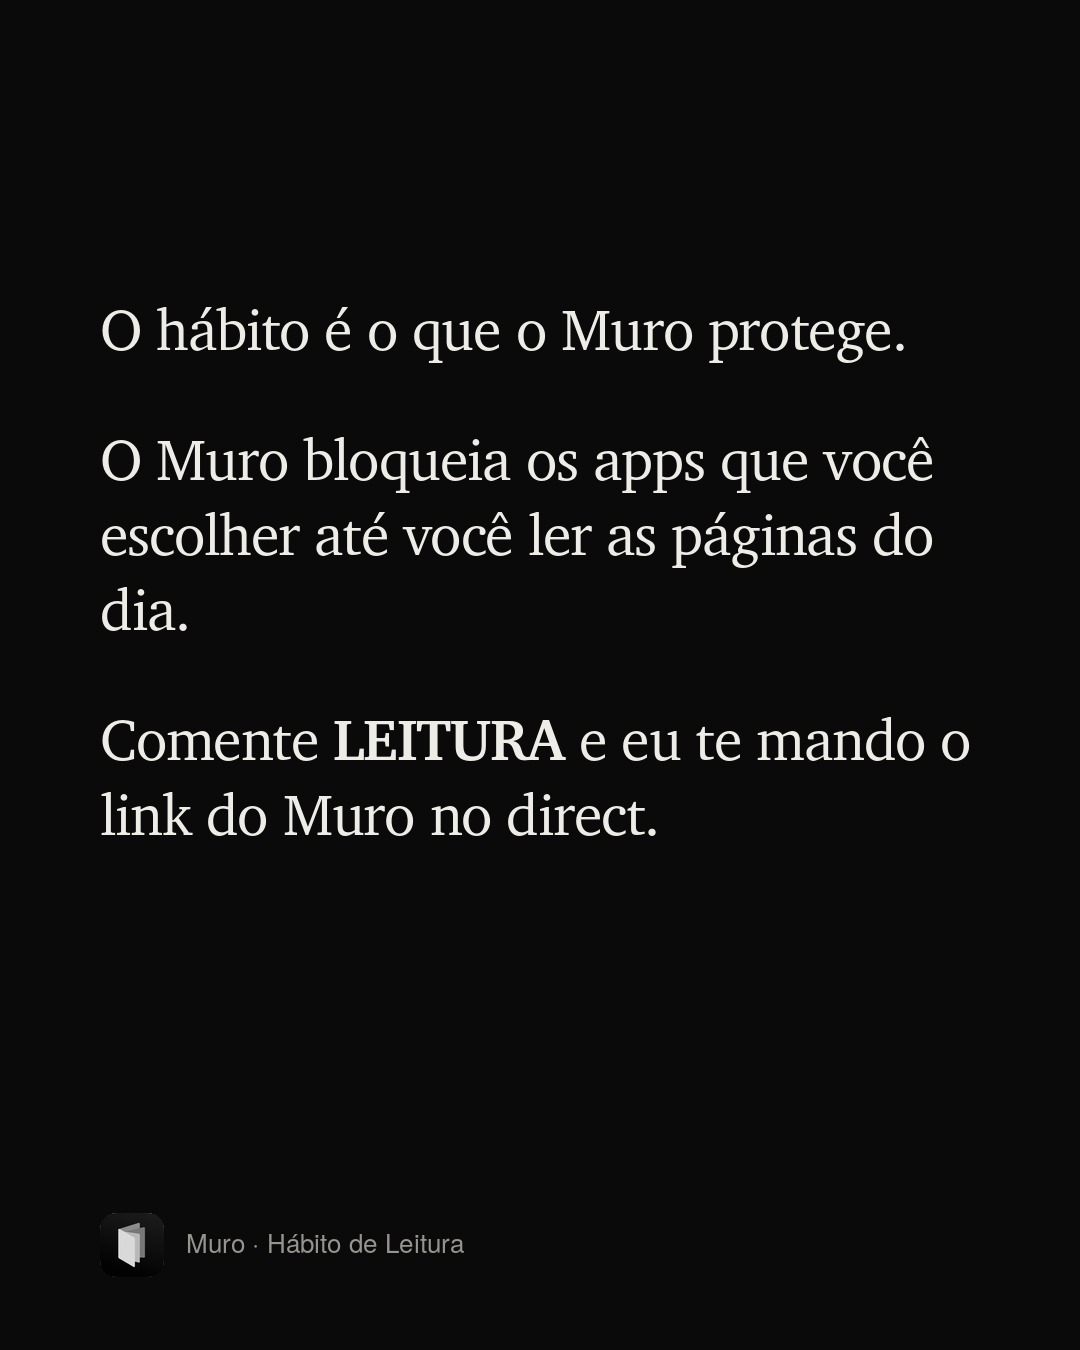 O hábito é o que o Muro protege.
O Muro bloqueia os apps que você
escolher até você ler as páginas do
dia.
Comente LEITURA e eu te mando o
link do Muro no direct.
Muro · Hábito de Leitura